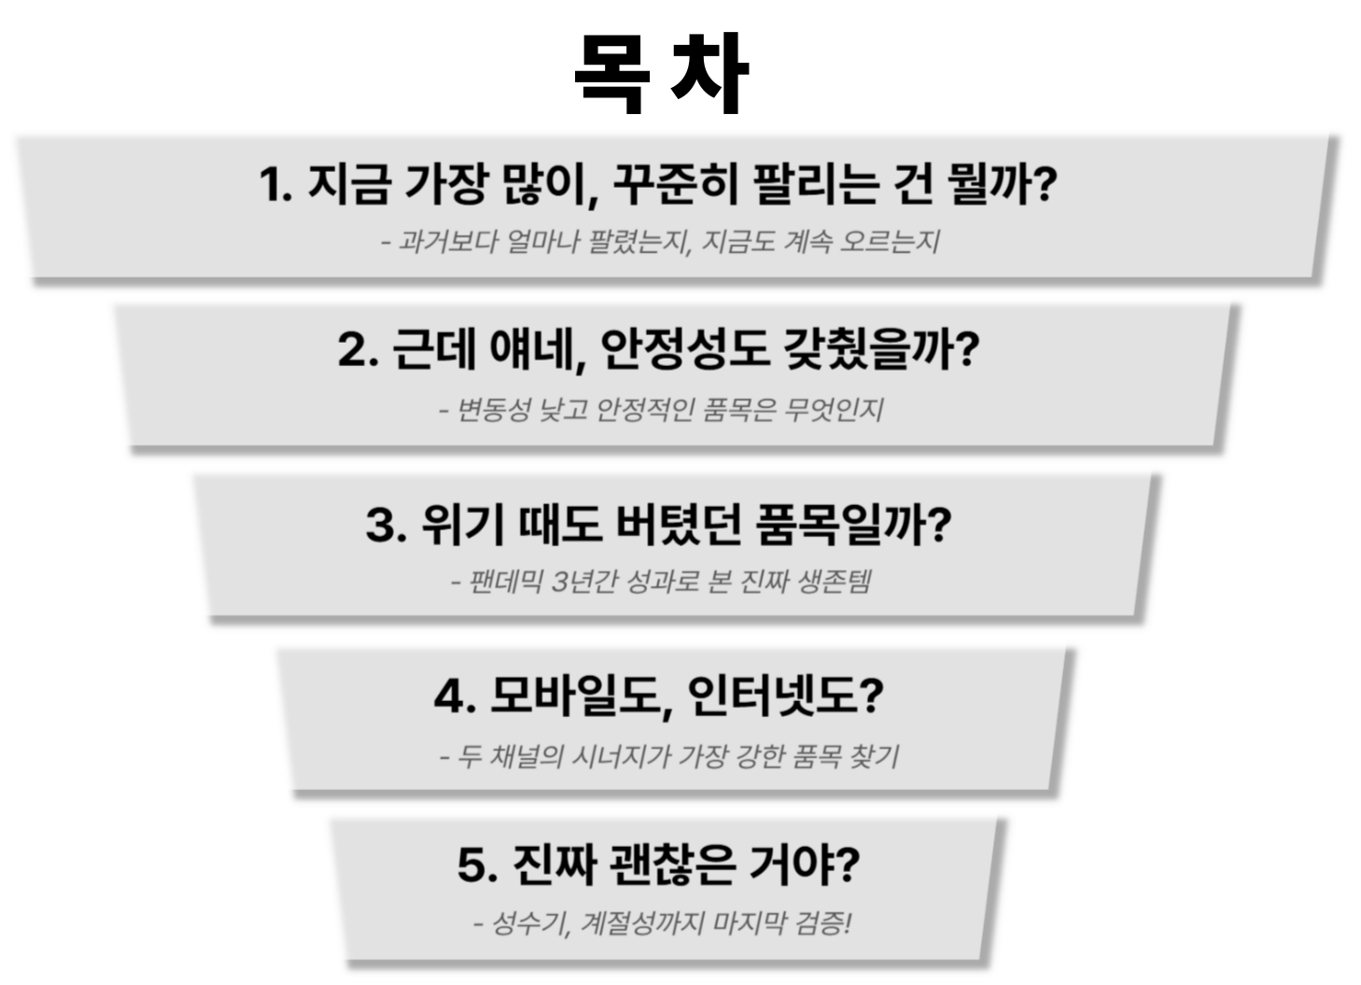 목 차
1. 지금 가장 많이, 꾸준히 팔리는 건 뭘까?
- 과거보다 얼마나 팔렸는지, 지금도 계속 오르는지
2. 근데 얘네, 안정성도 갖췄을까?
- 변동성 낮고 안정적인 품목은 무엇인지
3. 위기 때도 버텼던 품목일까?
- 팬데믹 3년간 성과로 본 진짜 생존템
4. 모바일도, 인터넷도?
- 두 채널의 시너지가 가장 강한 품목 찾기
5. 진짜 괜찮은 거야?
- 성수기, 계절성까지 마지막 검증!